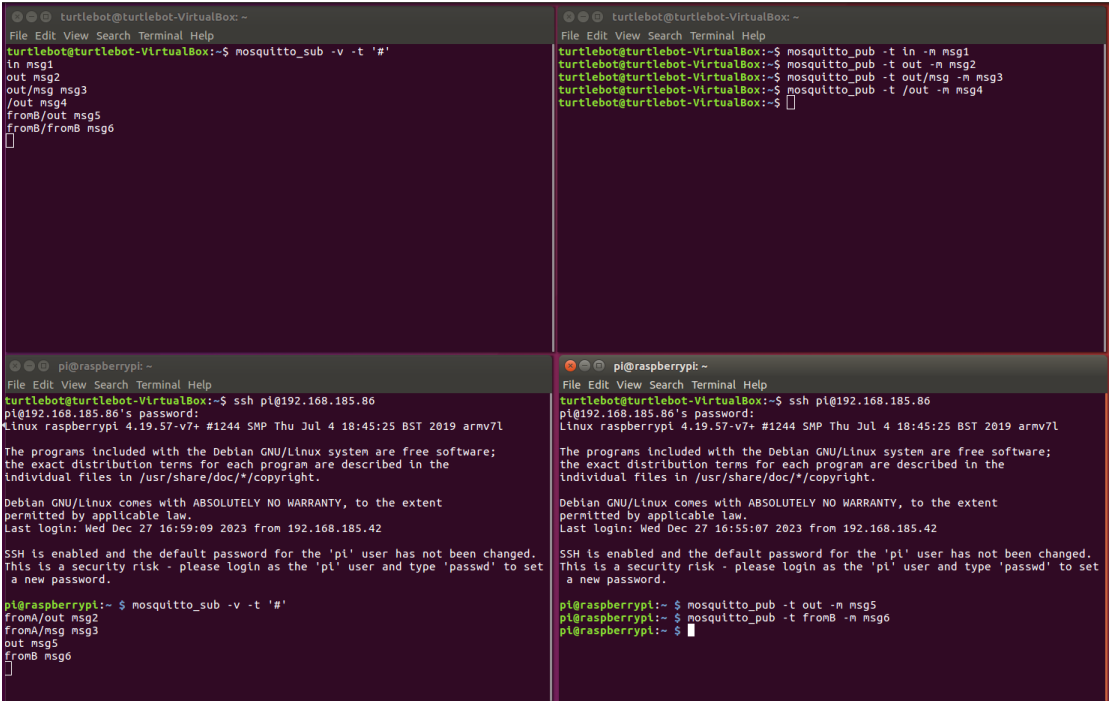 turtlebot@turtlebot-VirtualBox: ~
File Edit View Search Terminal Help
turtlebot@turtlebot-VirtualBox:~$ mosquitto_sub -v -t '#'
in msg1
out msg2
out/msg msg3
/out msg4
fromB/out msg5
fromB/fromB msg6
turtlebot@turtlebot-VirtualBox: ~
File Edit View Search Terminal Help
turtlebot@turtlebot-VirtualBox:~$ mosquitto_pub -t in -m msg1
turtlebot@turtlebot-VirtualBox:~$ mosquitto_pub -t out -m msg2
turtlebot@turtlebot-VirtualBox:~$ mosquitto_pub -t out/msg -m msg3
turtlebot@turtlebot-VirtualBox:~$ mosquitto_pub -t /out -m msg4
turtlebot@turtlebot-VirtualBox:~$
pi@raspberrypi: ~
File Edit View Search Terminal Help
turtlebot@turtlebot-VirtualBox:~$ ssh pi@192.168.185.86
pi@192.168.185.86's password:
Linux raspberrypi 4.19.57-v7+ #1244 SMP Thu Jul 4 18:45:25 BST 2019 armv7l
The programs included with the Debian GNU/Linux system are free software;
the exact distribution terms for each program are described in the
individual files in /usr/share/doc/*/copyright.
Debian GNU/Linux comes with ABSOLUTELY NO WARRANTY, to the extent
permitted by applicable law.
Last login: Wed Dec 27 16:59:09 2023 from 192.168.185.42
SSH is enabled and the default password for the 'pi' user has not been changed.
This is a security risk - please login as the 'pi' user and type 'passwd' to set
a new password.
pi@raspberrypi:~ $ mosquitto_sub -v -t '#'
fromA/out msg2
fromA/msg msg3
out msg5
fromB msg6
pi@raspberrypi: ~
File Edit View Search Terminal Help
turtlebot@turtlebot-VirtualBox:~$ ssh pi@192.168.185.86
pi@192.168.185.86's password:
Linux raspberrypi 4.19.57-v7+ #1244 SMP Thu Jul 4 18:45:25 BST 2019 armv7l
The programs included with the Debian GNU/Linux system are free software;
the exact distribution terms for each program are described in the
individual files in /usr/share/doc/*/copyright.
Debian GNU/Linux comes with ABSOLUTELY NO WARRANTY, to the extent
permitted by applicable law.
Last login: Wed Dec 27 16:55:07 2023 from 192.168.185.42
SSH is enabled and the default password for the 'pi' user has not been changed.
This is a security risk - please login as the 'pi' user and type 'passwd' to set
a new password.
pi@raspberrypi:~ $ mosquitto_pub -t out -m msg5
pi@raspberrypi:~ $ mosquitto_pub -t fromB -m msg6
pi@raspberrypi:~ $